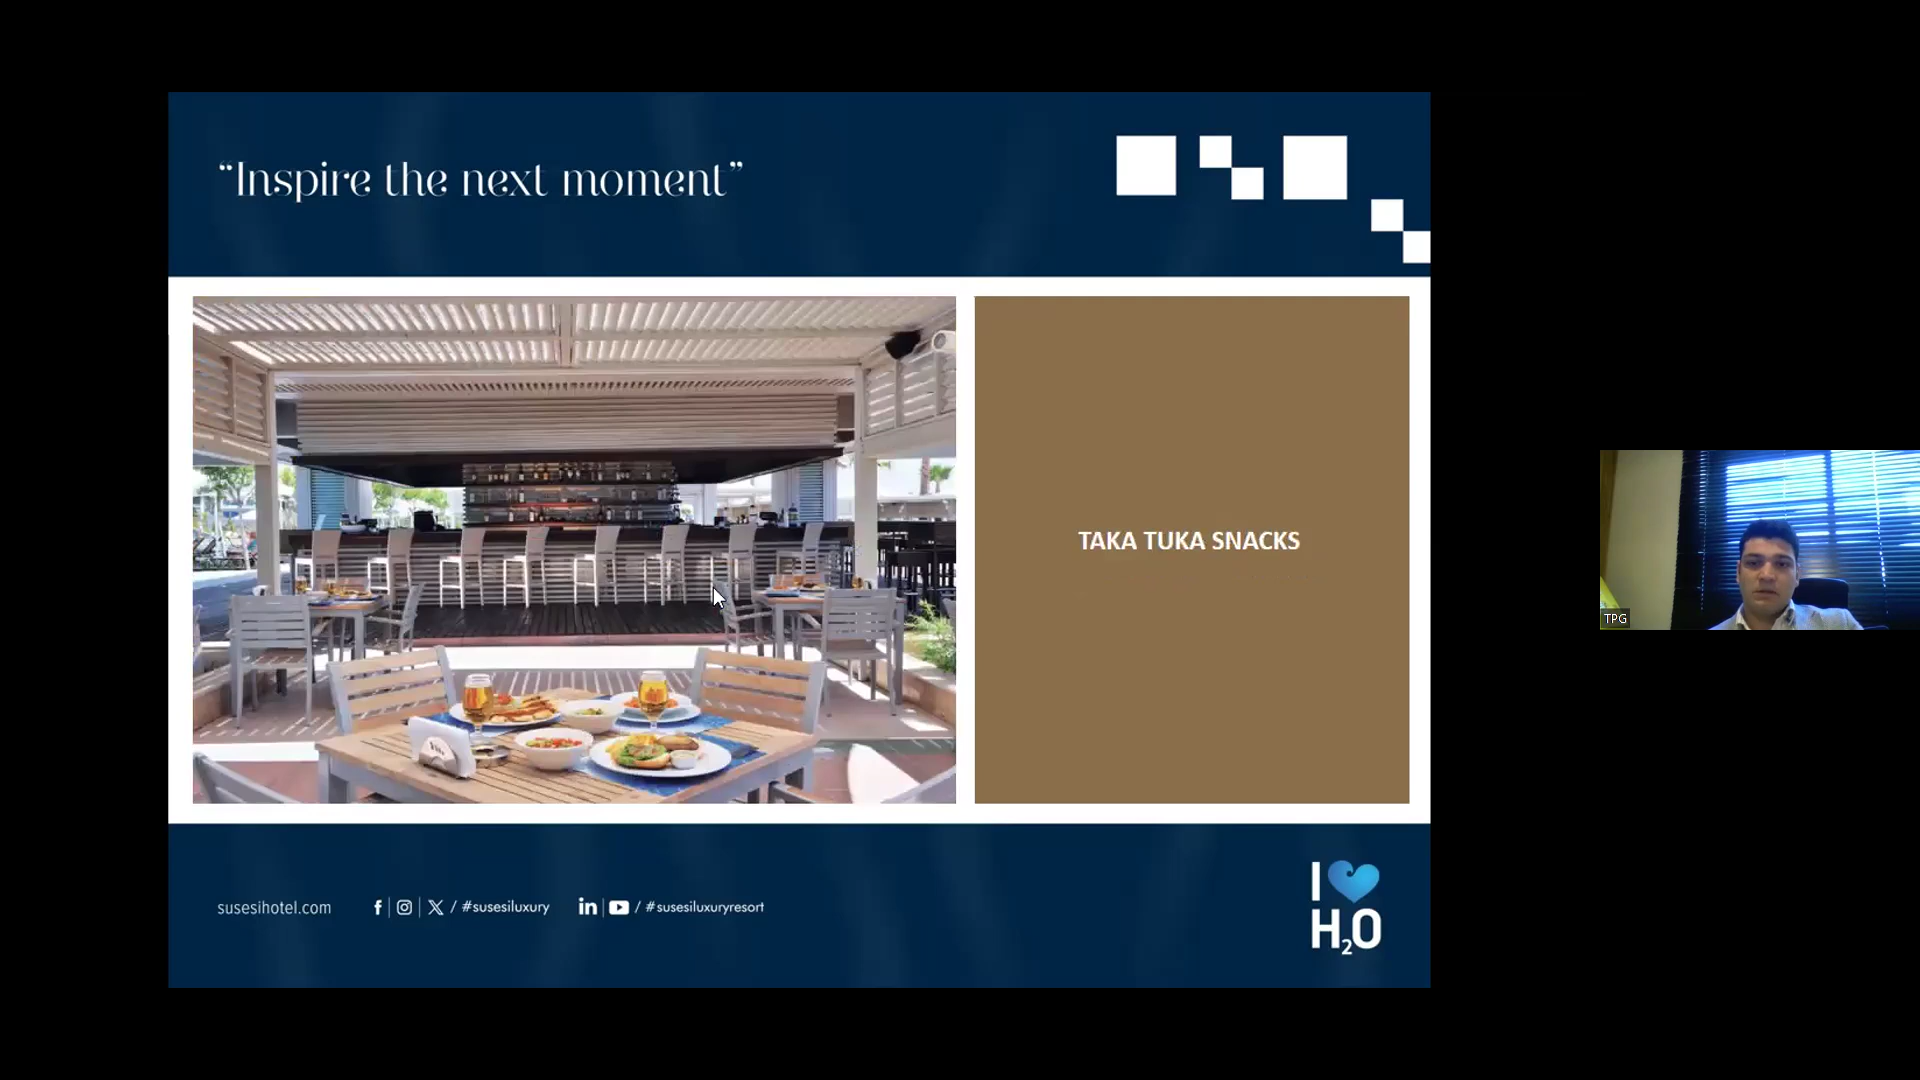 “Inspire the next moment”
TAKA TUKA SNACKS
TPG
susesihotel.com
/ #susesiluxury
/ #susesiluxuryresort
I
H₂O